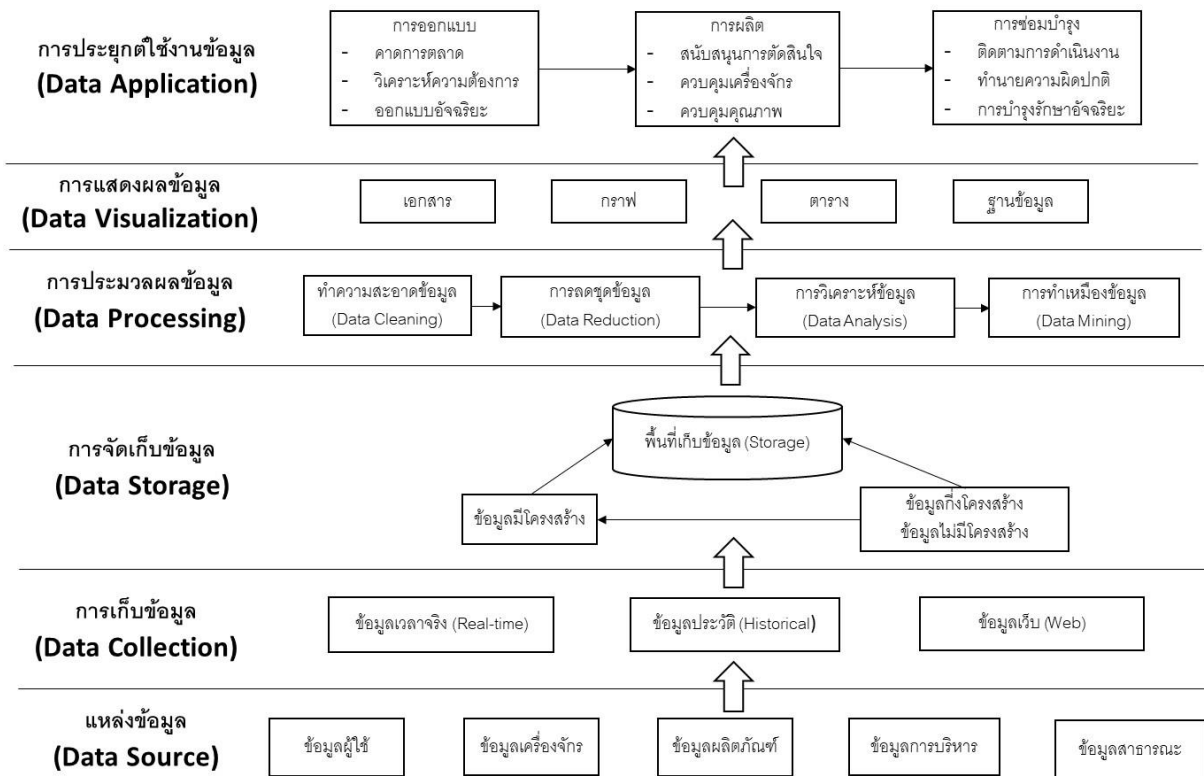 การประยุกต์ใช้งานข้อมูล
(Data Application)
การออกแบบ
- คาดการตลาด
- วิเคราะห์ความต้องการ
- ออกแบบอัจฉริยะ
การผลิต
- สนับสนุนการตัดสินใจ
- ควบคุมเครื่องจักร
- ควบคุมคุณภาพ
การซ่อมบำรุง
- ติดตามการดำเนินงาน
- ทำนายความผิดปกติ
- การบำรุงรักษาอัจฉริยะ
การแสดงผลข้อมูล
(Data Visualization)
เอกสาร
กราฟ
ตาราง
ฐานข้อมูล
การประมวลผลข้อมูล
(Data Processing)
ทำความสะอาดข้อมูล
(Data Cleaning)
การลดชุดข้อมูล
(Data Reduction)
การวิเคราะห์ข้อมูล
(Data Analysis)
การทำเหมืองข้อมูล
(Data Mining)
การจัดเก็บข้อมูล
(Data Storage)
พื้นที่เก็บข้อมูล (Storage)
ข้อมูลมีโครงสร้าง
ข้อมูลกึ่งโครงสร้าง
ข้อมูลไม่มีโครงสร้าง
การเก็บข้อมูล
(Data Collection)
ข้อมูลเวลาจริง (Real-time)
ข้อมูลประวัติ (Historical)
ข้อมูลเว็บ (Web)
แหล่งข้อมูล
(Data Source)
ข้อมูลผู้ใช้
ข้อมูลเครื่องจักร
ข้อมูลผลิตภัณฑ์
ข้อมูลการบริหาร
ข้อมูลสาธารณะ